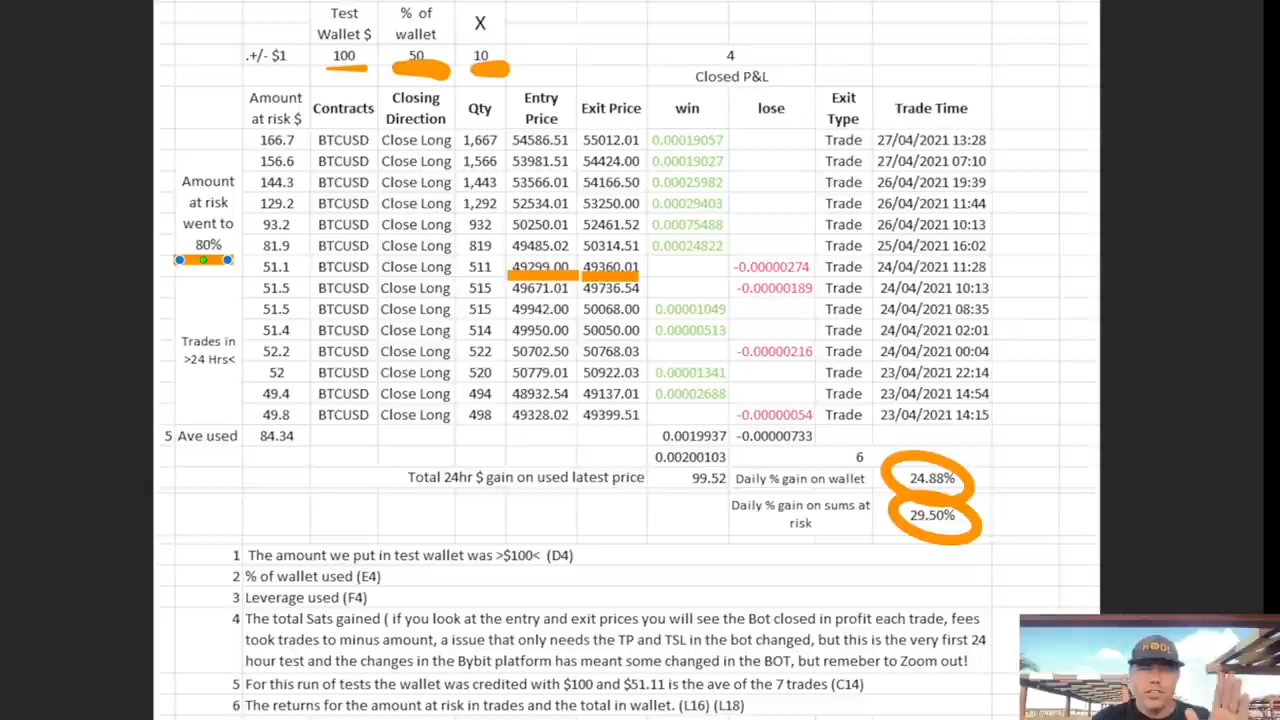 Test Wallet $ % of wallet X
.+/- $1 100 50 10 4
Closed P&L
Amount at risk $ Contracts Closing Direction Qty Entry Price Exit Price win lose Exit Type Trade Time
166.7 BTCUSD Close Long 1,667 54586.51 55012.01 0.00019057 Trade 27/04/2021 13:28
156.6 BTCUSD Close Long 1,566 53981.51 54424.00 0.00019027 Trade 27/04/2021 07:10
Amount at risk went to 80%
144.3 BTCUSD Close Long 1,443 53566.01 54166.50 0.00025982 Trade 26/04/2021 19:39
129.2 BTCUSD Close Long 1,292 52534.01 53250.00 0.00029403 Trade 26/04/2021 11:44
93.2 BTCUSD Close Long 932 50250.01 52461.52 0.00075488 Trade 26/04/2021 10:13
81.9 BTCUSD Close Long 819 49485.02 50314.51 0.00024822 Trade 25/04/2021 16:02
51.1 BTCUSD Close Long 511 49299.00 49360.01 -0.00000274 Trade 24/04/2021 11:28
51.5 BTCUSD Close Long 515 49671.01 49736.54 -0.00000189 Trade 24/04/2021 10:13
51.5 BTCUSD Close Long 515 49942.00 50068.00 0.00001049 Trade 24/04/2021 08:35
51.4 BTCUSD Close Long 514 49950.00 50050.00 0.00000513 Trade 24/04/2021 02:01
Trades in >24 Hrs<
52.2 BTCUSD Close Long 522 50702.50 50768.03 -0.00000216 Trade 24/04/2021 00:04
52 BTCUSD Close Long 520 50779.01 50922.03 0.00001341 Trade 23/04/2021 22:14
49.4 BTCUSD Close Long 494 48932.54 49137.01 0.00002688 Trade 23/04/2021 14:54
49.8 BTCUSD Close Long 498 49328.02 49399.51 -0.00000054 Trade 23/04/2021 14:15
5 Ave used 84.34 0.0019937 -0.00000733
0.00200103 6
Total 24hr $ gain on used latest price 99.52 Daily % gain on wallet 24.88%
Daily % gain on sums at risk 29.50%
1 The amount we put in test wallet was >$100< (D4)
2 % of wallet used (E4)
3 Leverage used (F4)
4 The total Sats gained ( if you look at the entry and exit prices you will see the Bot closed in profit each trade, fees
took trades to minus amount, a issue that only needs the TP and TSL in the bot changed, but this is the very first 24
hour test and the changes in the Bybit platform has meant some changed in the BOT, but remeber to Zoom out!
5 For this run of tests the wallet was credited with $100 and $51.11 is the ave of the 7 trades (C14)
6 The returns for the amount at risk in trades and the total in wallet. (L16) (L18)
HODL